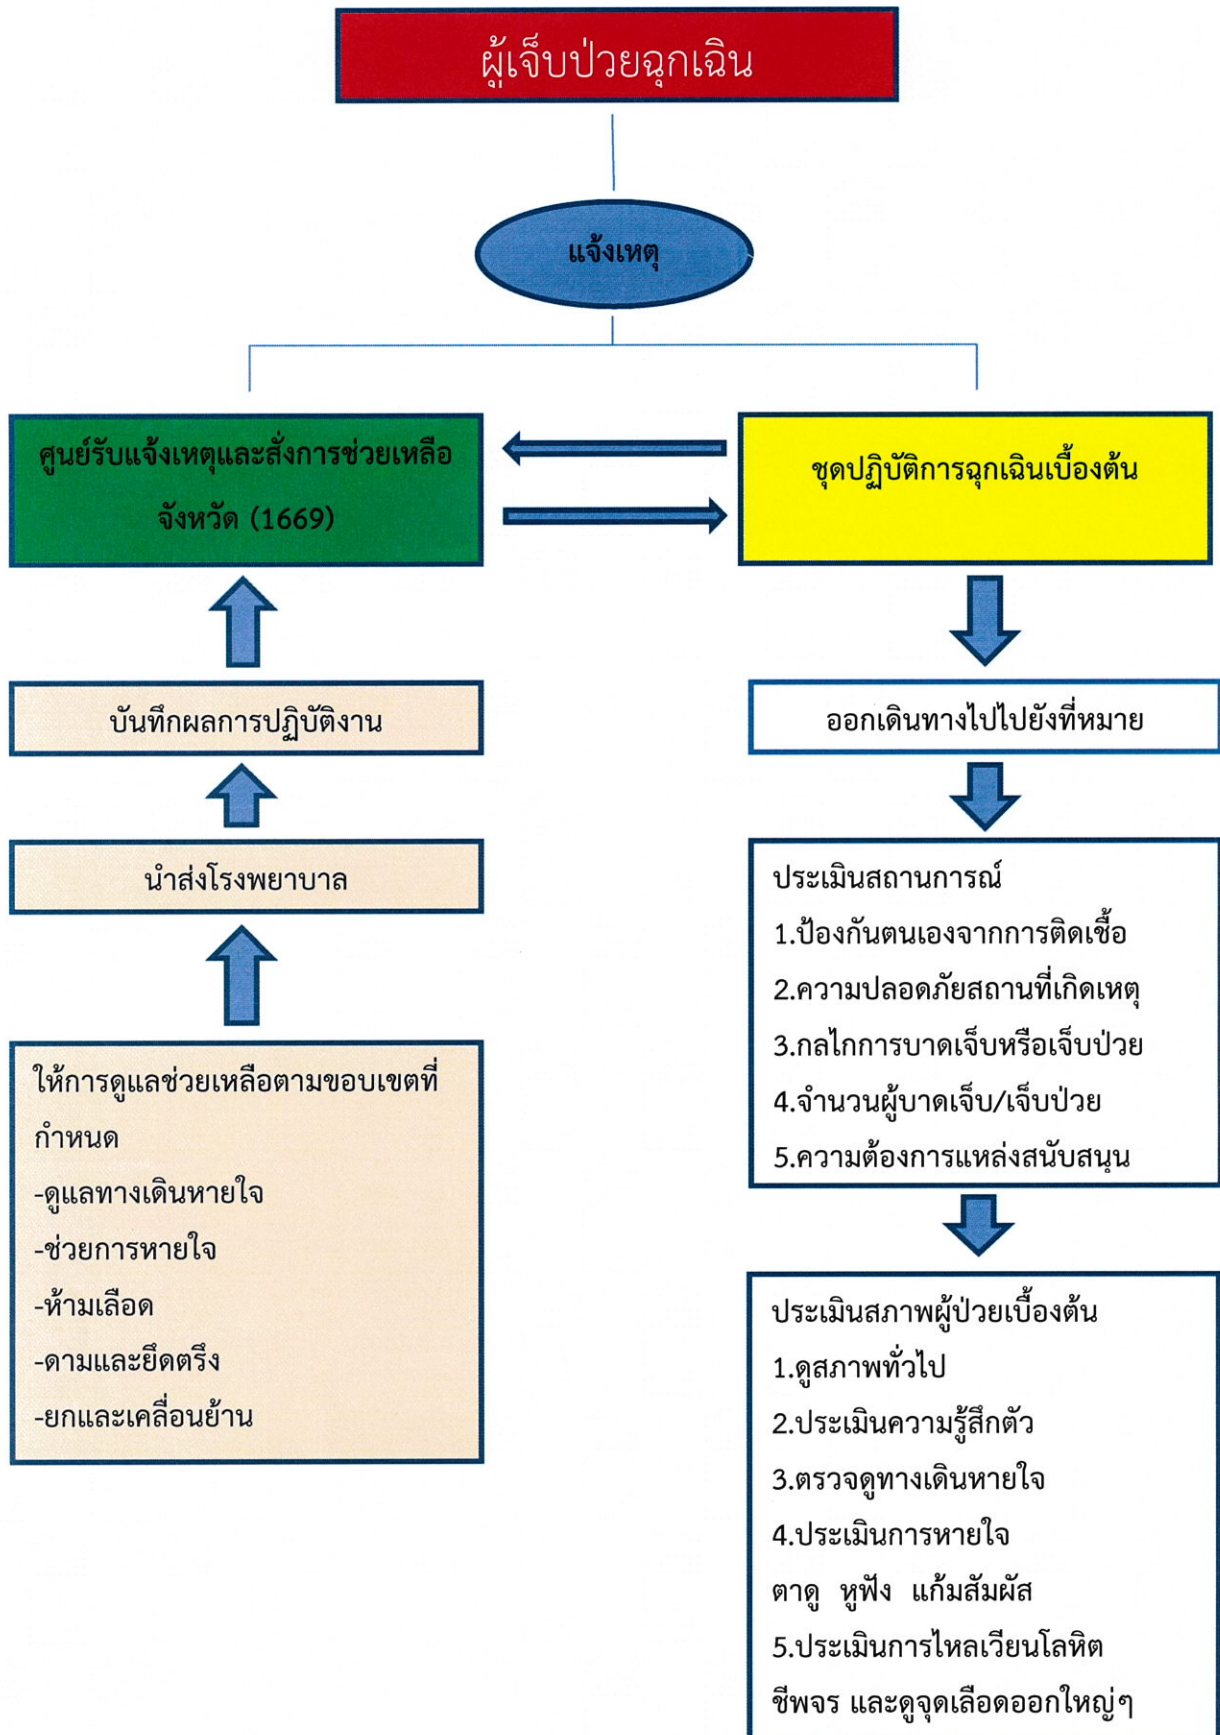 ผู้เจ็บป่วยฉุกเฉิน
แจ้งเหตุ
ศูนย์รับแจ้งเหตุและสั่งการช่วยเหลือ
จังหวัด (1669)
ชุดปฏิบัติการฉุกเฉินเบื้องต้น
บันทึกผลการปฏิบัติงาน
ออกเดินทางไปไปยังที่หมาย
นำส่งโรงพยาบาล
ประเมินสถานการณ์
1.ป้องกันตนเองจากการติดเชื้อ
2.ความปลอดภัยสถานที่เกิดเหตุ
3.กลไกการบาดเจ็บหรือเจ็บป่วย
4.จำนวนผู้บาดเจ็บ/เจ็บป่วย
5.ความต้องการแหล่งสนับสนุน
ให้การดูแลช่วยเหลือตามขอบเขตที่
กำหนด
-ดูแลทางเดินหายใจ
-ช่วยการหายใจ
-ห้ามเลือด
-ดามและยึดตรึง
-ยกและเคลื่อนย้าน
ประเมินสภาพผู้ป่วยเบื้องต้น
1.ดูสภาพทั่วไป
2.ประเมินความรู้สึกตัว
3.ตรวจดูทางเดินหายใจ
4.ประเมินการหายใจ
ตาดู หูฟัง แก้มสัมผัส
5.ประเมินการไหลเวียนโลหิต
ชีพจร และดูจุดเลือดออกใหญ่ๆ